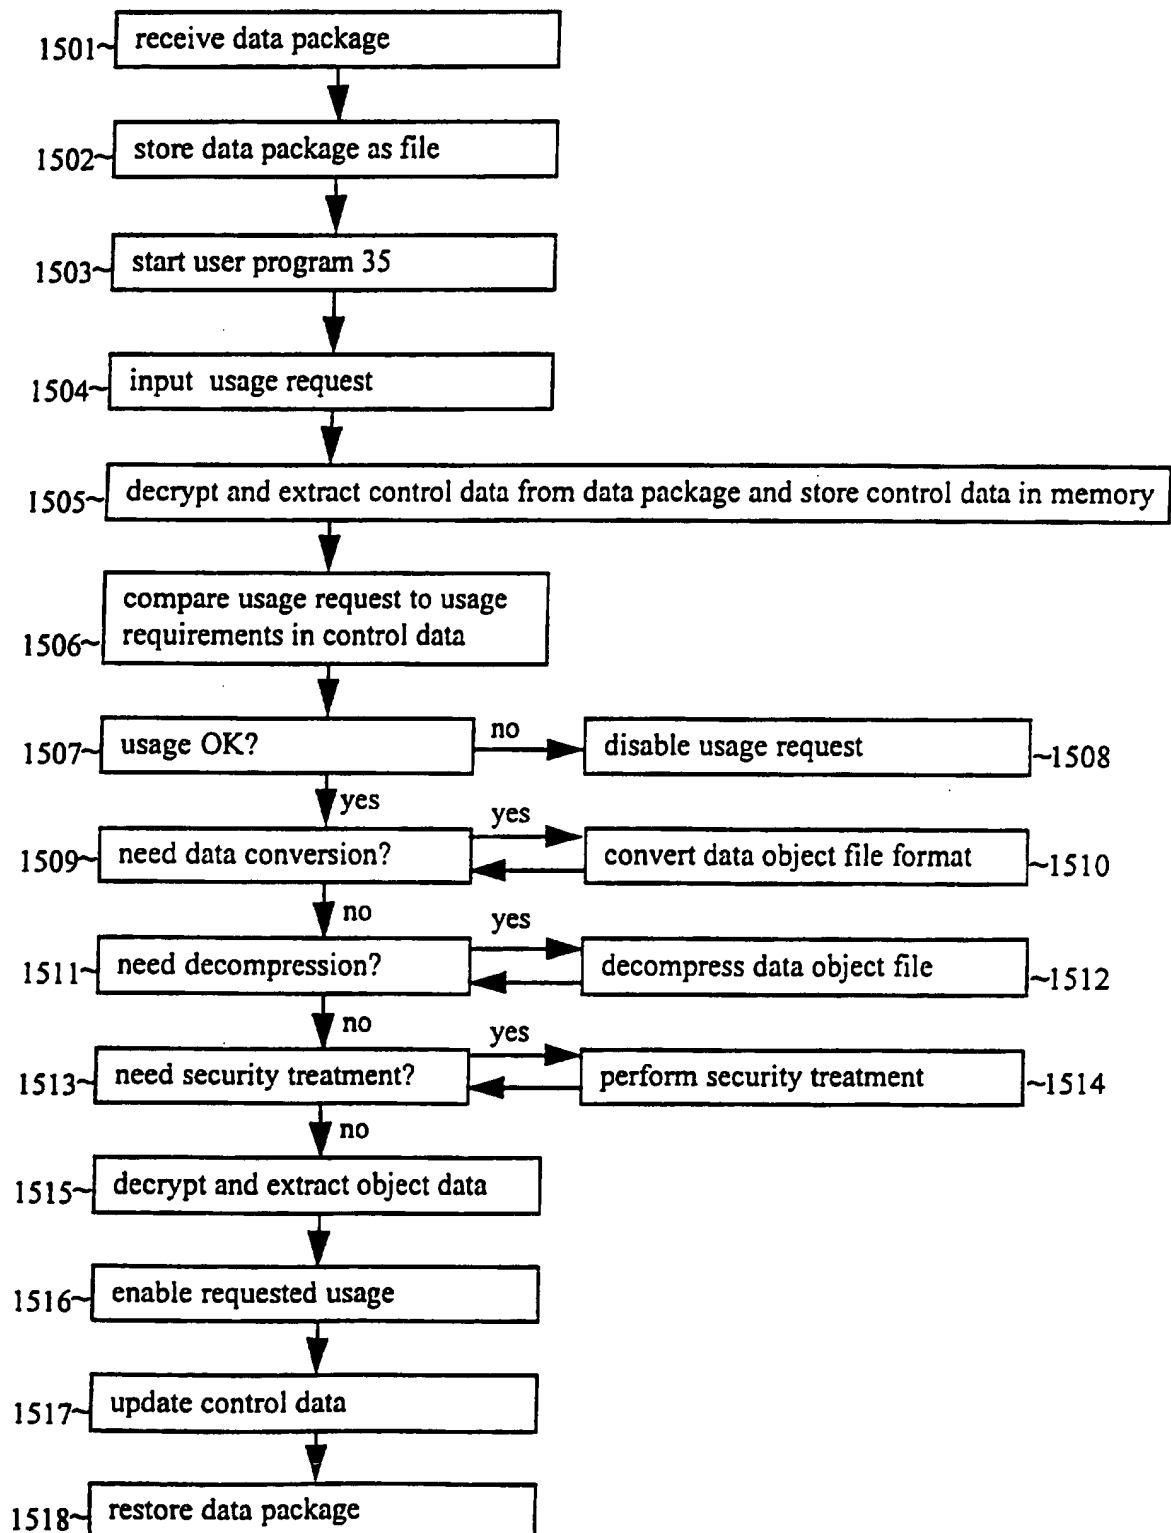 1501~ receive data package
1502~ store data package as file
1503~ start user program 35
1504~ input usage request
1505~ decrypt and extract control data from data package and store control data in memory
1506~ compare usage request to usage
requirements in control data
1507~ usage OK?
no
disable usage request ~1508
yes
1509~ need data conversion?
yes
convert data object file format ~1510
no
1511~ need decompression?
yes
decompress data object file ~1512
no
1513~ need security treatment?
yes
perform security treatment ~1514
no
1515~ decrypt and extract object data
1516~ enable requested usage
1517~ update control data
1518~ restore data package